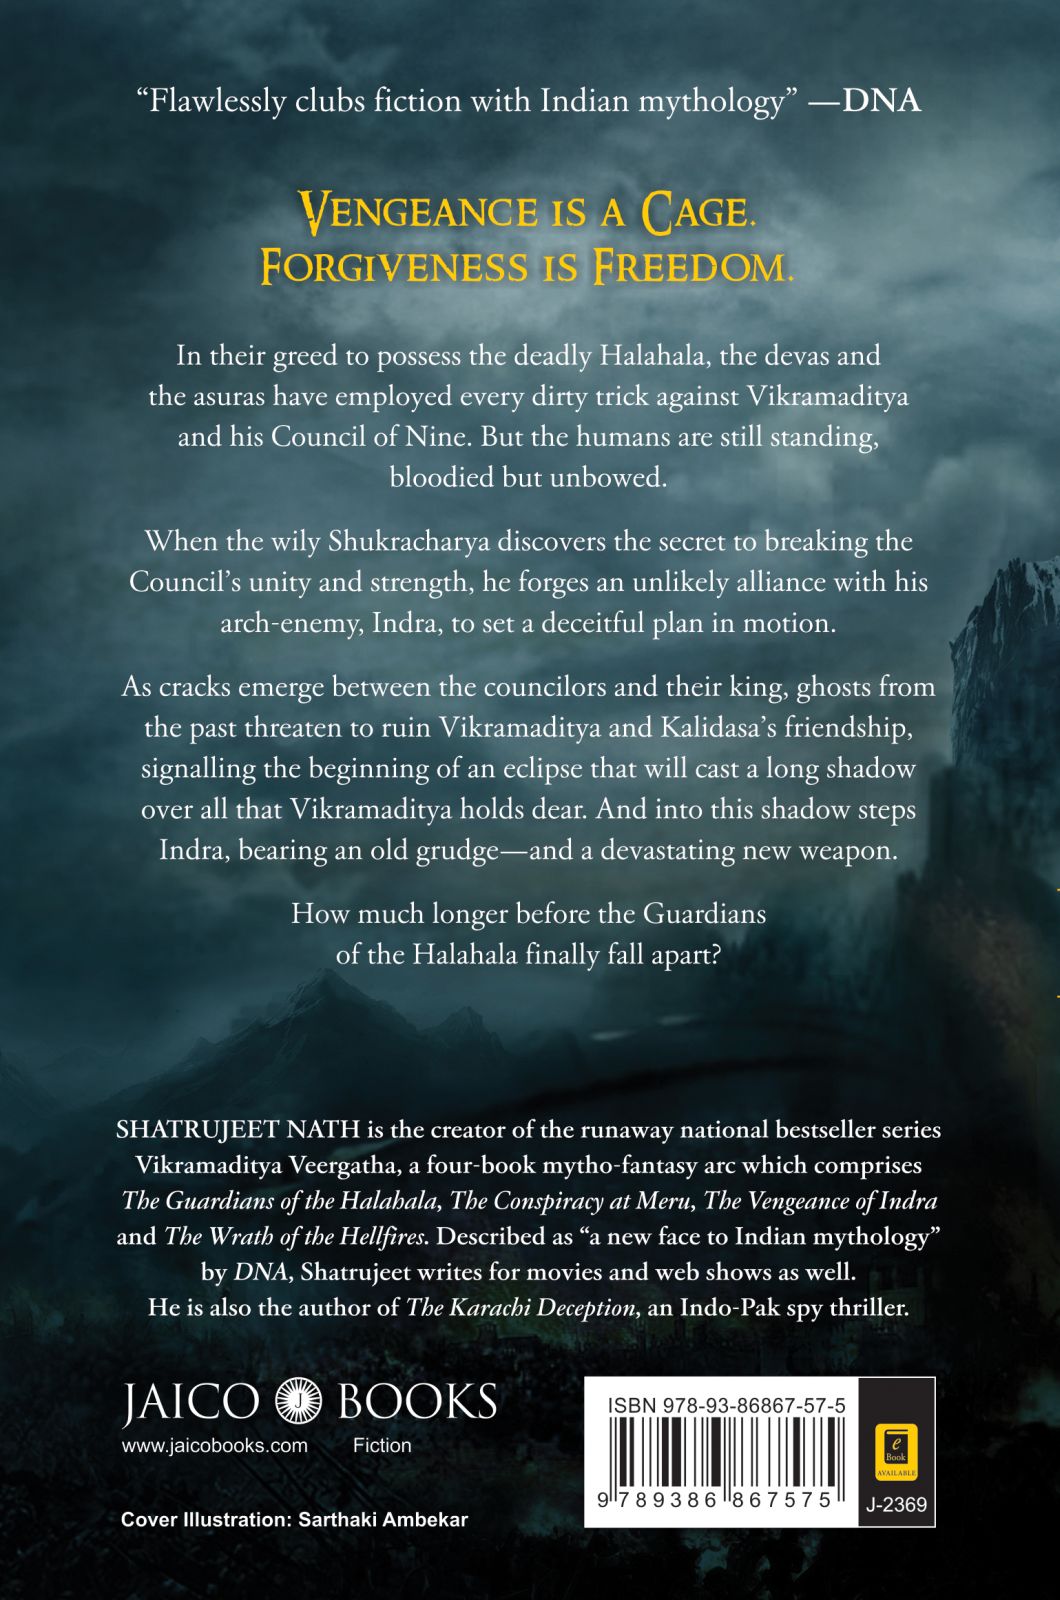 “Flawlessly clubs fiction with Indian mythology” —DNA
VENGEANCE IS A CAGE.
FORGIVENESS IS FREEDOM.
In their greed to possess the deadly Halahala, the devas and
the asuras have employed every dirty trick against Vikramaditya
and his Council of Nine. But the humans are still standing,
bloodied but unbowed.
When the wily Shukracharya discovers the secret to breaking the
Council’s unity and strength, he forges an unlikely alliance with his
arch-enemy, Indra, to set a deceitful plan in motion.
As cracks emerge between the councilors and their king, ghosts from
the past threaten to ruin Vikramaditya and Kalidasa’s friendship,
signalling the beginning of an eclipse that will cast a long shadow
over all that Vikramaditya holds dear. And into this shadow steps
Indra, bearing an old grudge—and a devastating new weapon.
How much longer before the Guardians
of the Halahala finally fall apart?
SHATRUJEET NATH is the creator of the runaway national bestseller series
Vikramaditya Veergatha, a four-book mytho-fantasy arc which comprises
The Guardians of the Halahala, The Conspiracy at Meru, The Vengeance of Indra
and The Wrath of the Hellfires. Described as “a new face to Indian mythology”
by DNA, Shatrujeet writes for movies and web shows as well.
He is also the author of The Karachi Deception, an Indo-Pak spy thriller.
JAICO J BOOKS
www.jaicobooks.com Fiction
Cover Illustration: Sarthaki Ambekar
ISBN 978-93-86867-57-5
9 789386 867575
e
Book
AVAILABLE
J-2369